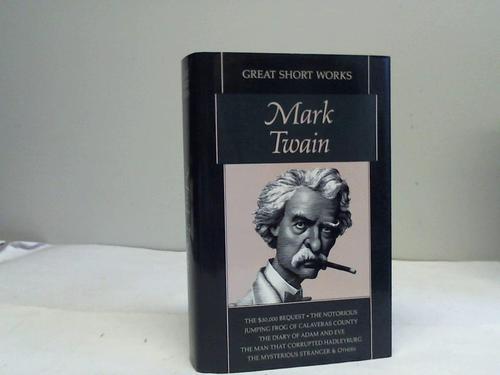 GREAT SHORT WORKS
Mark
Twain
THE $30,000 BEQUEST • THE NOTORIOUS
JUMPING FROG OF CALAVERAS COUNTY
THE DIARY OF ADAM AND EVE
THE MAN THAT CORRUPTED HADLEYBURG
THE MYSTERIOUS STRANGER & OTHERS